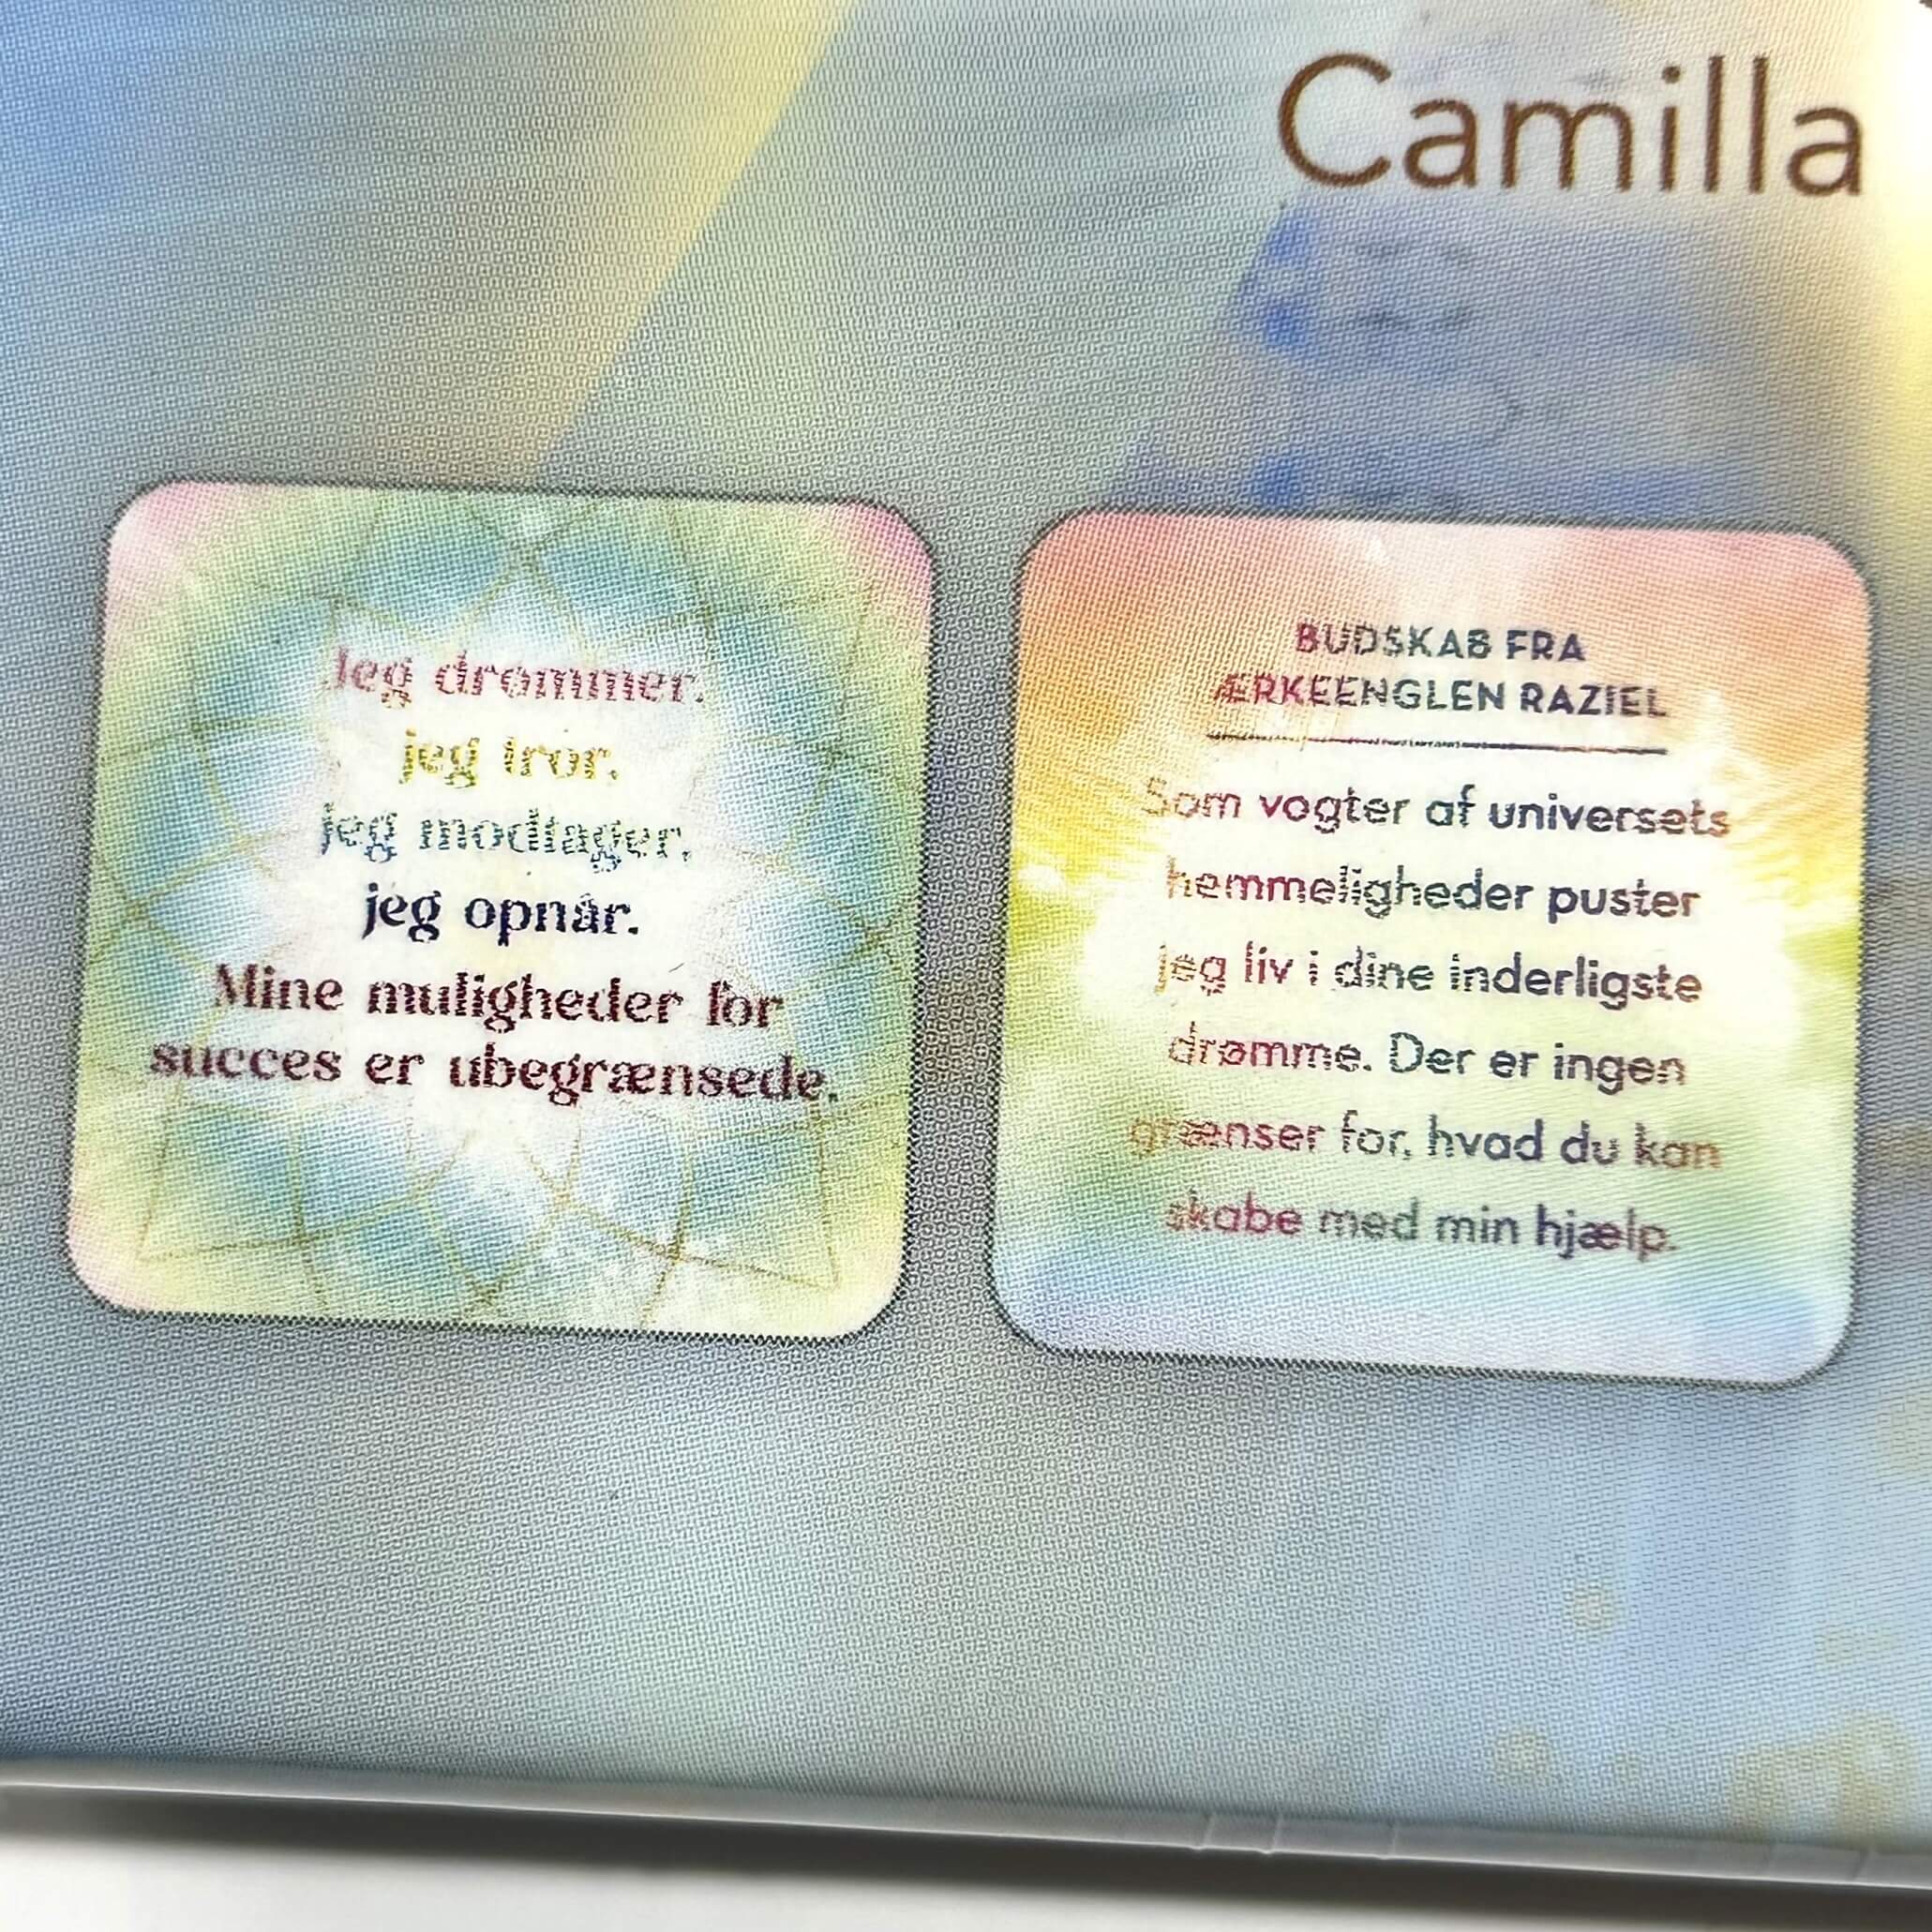 Camilla
Jeg drømmer.
jeg tror.
jeg modtager.
jeg opnår.
Mine muligheder for
succes er ubegrænsede.
BUDSKAB FRA
ÆRKEENGLEN RAZIEL
Som vogter af universets
hemmeligheder puster
jeg liv i dine inderligste
drømme. Der er ingen
grænser for, hvad du kan
skabe med min hjælp.